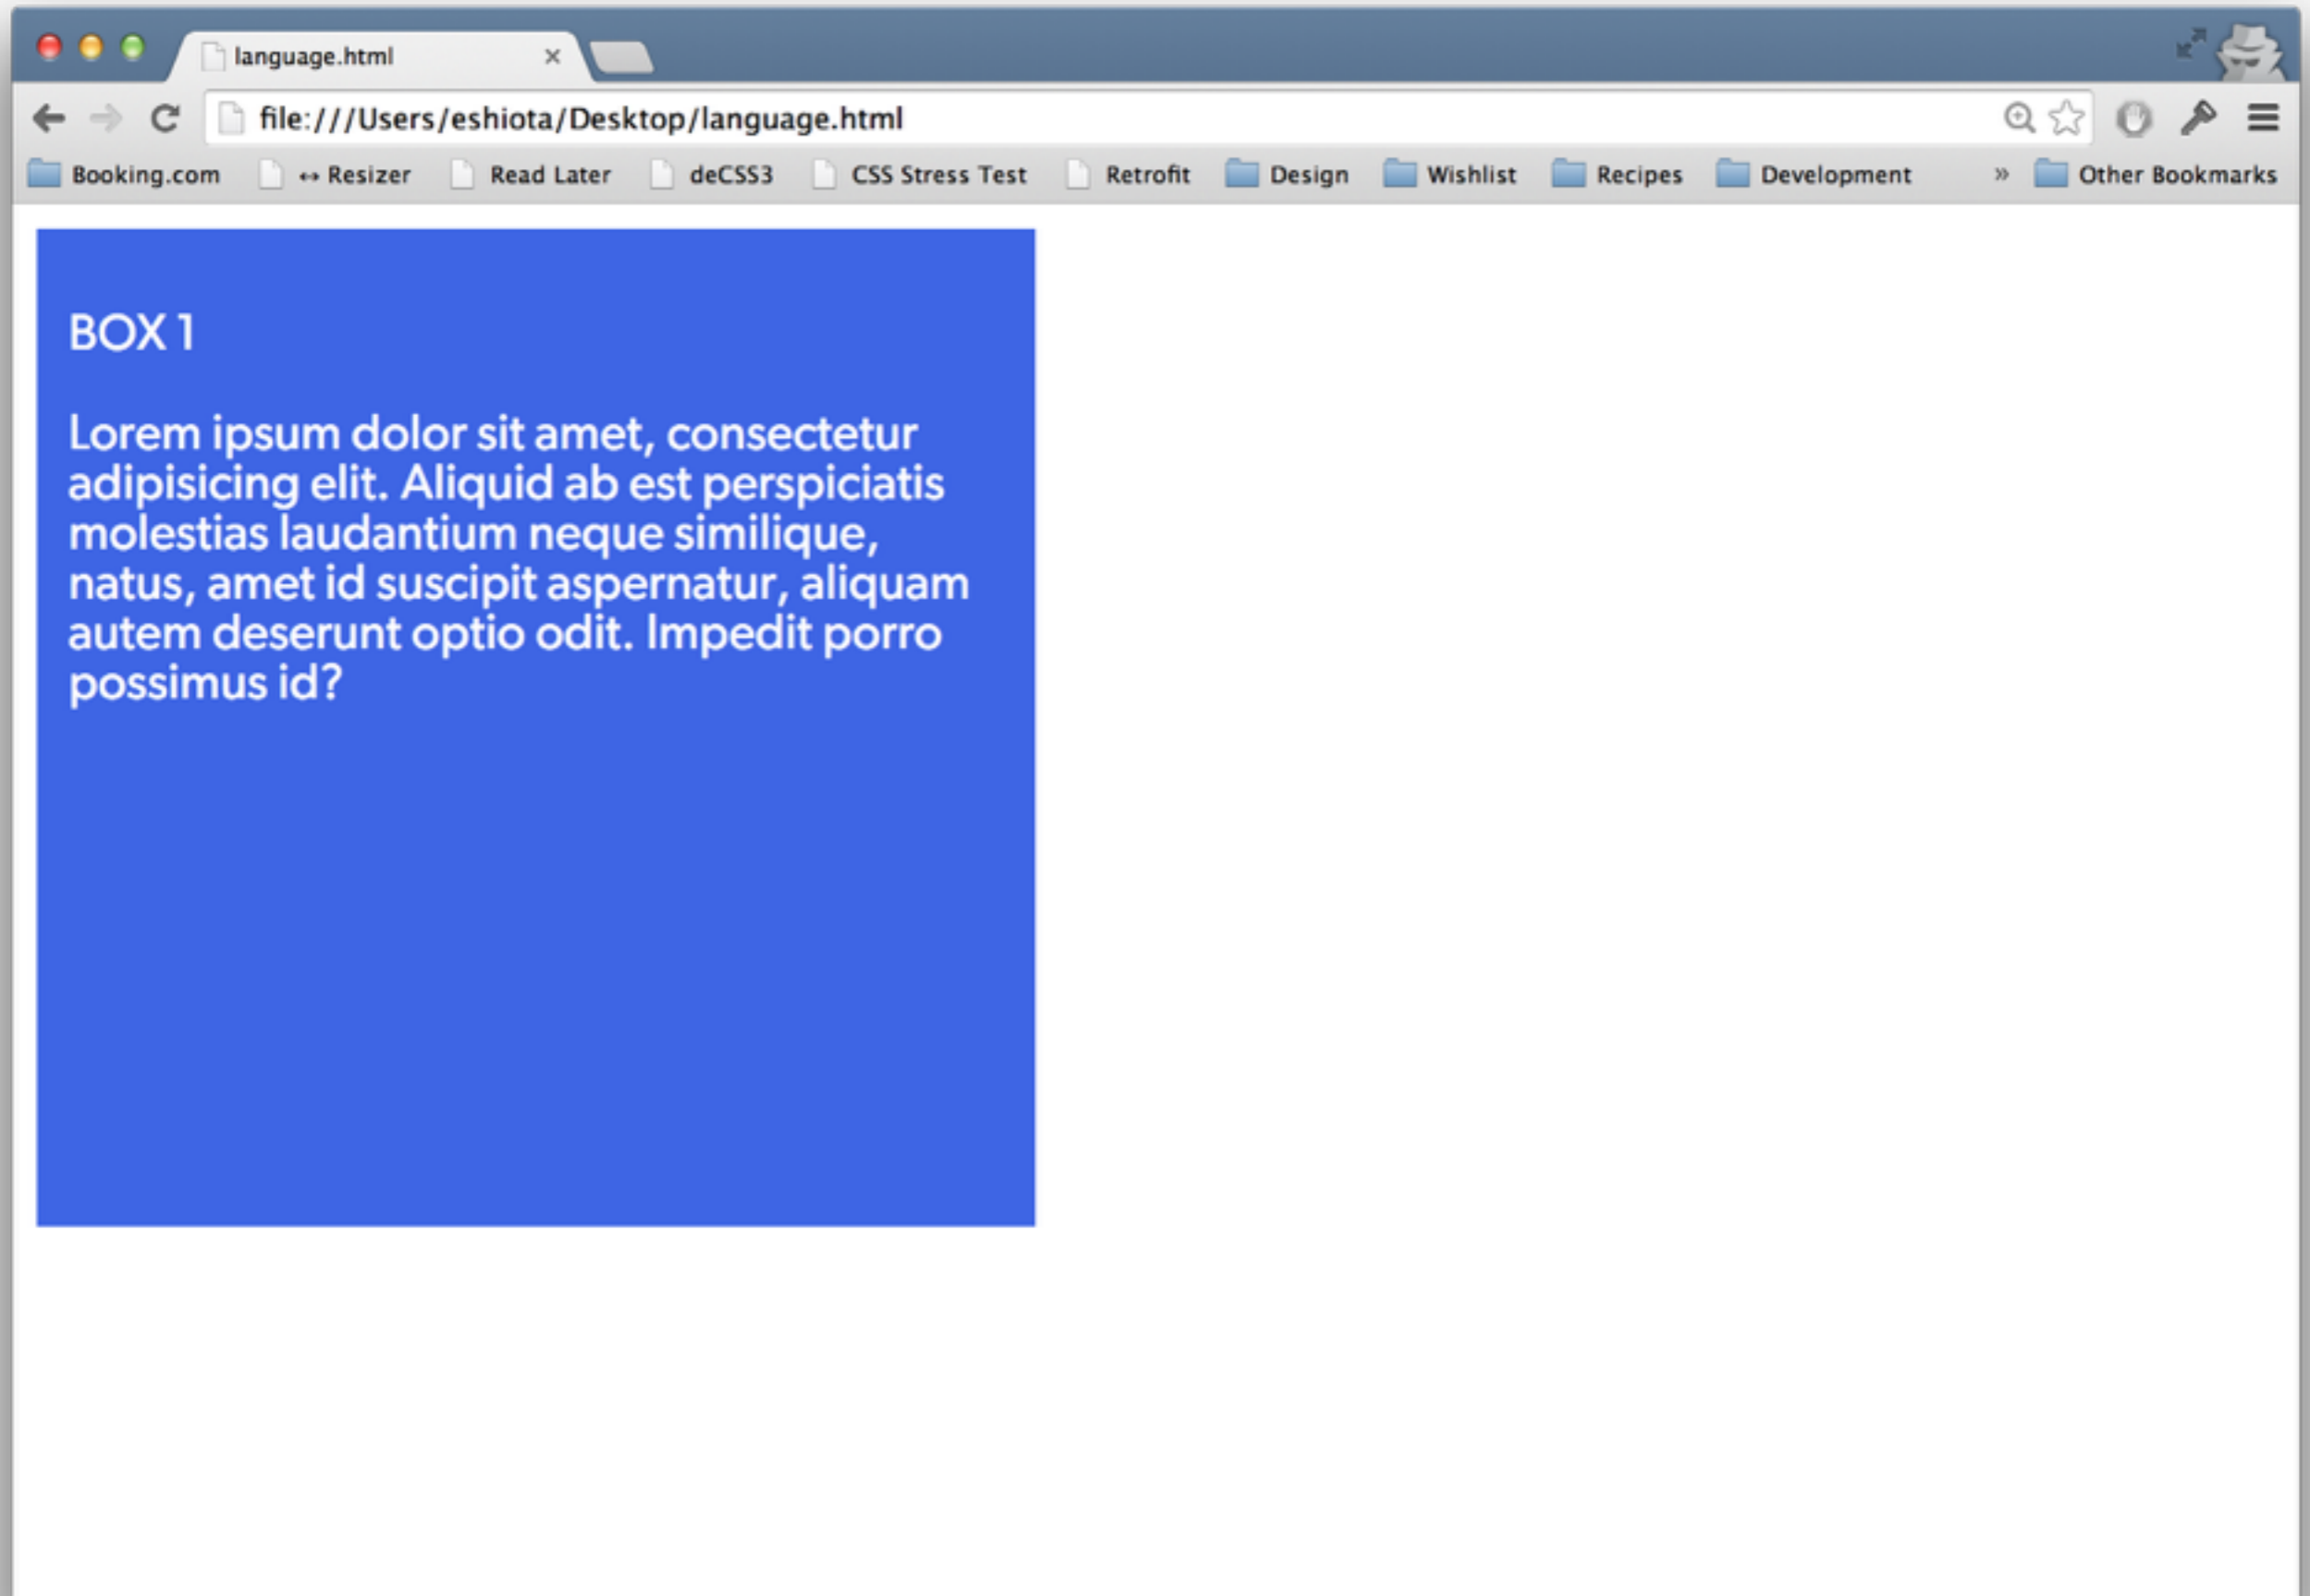 language.html
file:///Users/eshiota/Desktop/language.html
Booking.com ↔ Resizer Read Later deCSS3 CSS Stress Test Retrofit Design Wishlist Recipes Development » Other Bookmarks
BOX 1
Lorem ipsum dolor sit amet, consectetur
adipisicing elit. Aliquid ab est perspiciatis
molestias laudantium neque similique,
natus, amet id suscipit aspernatur, aliquam
autem deserunt optio odit. Impedit porro
possimus id?